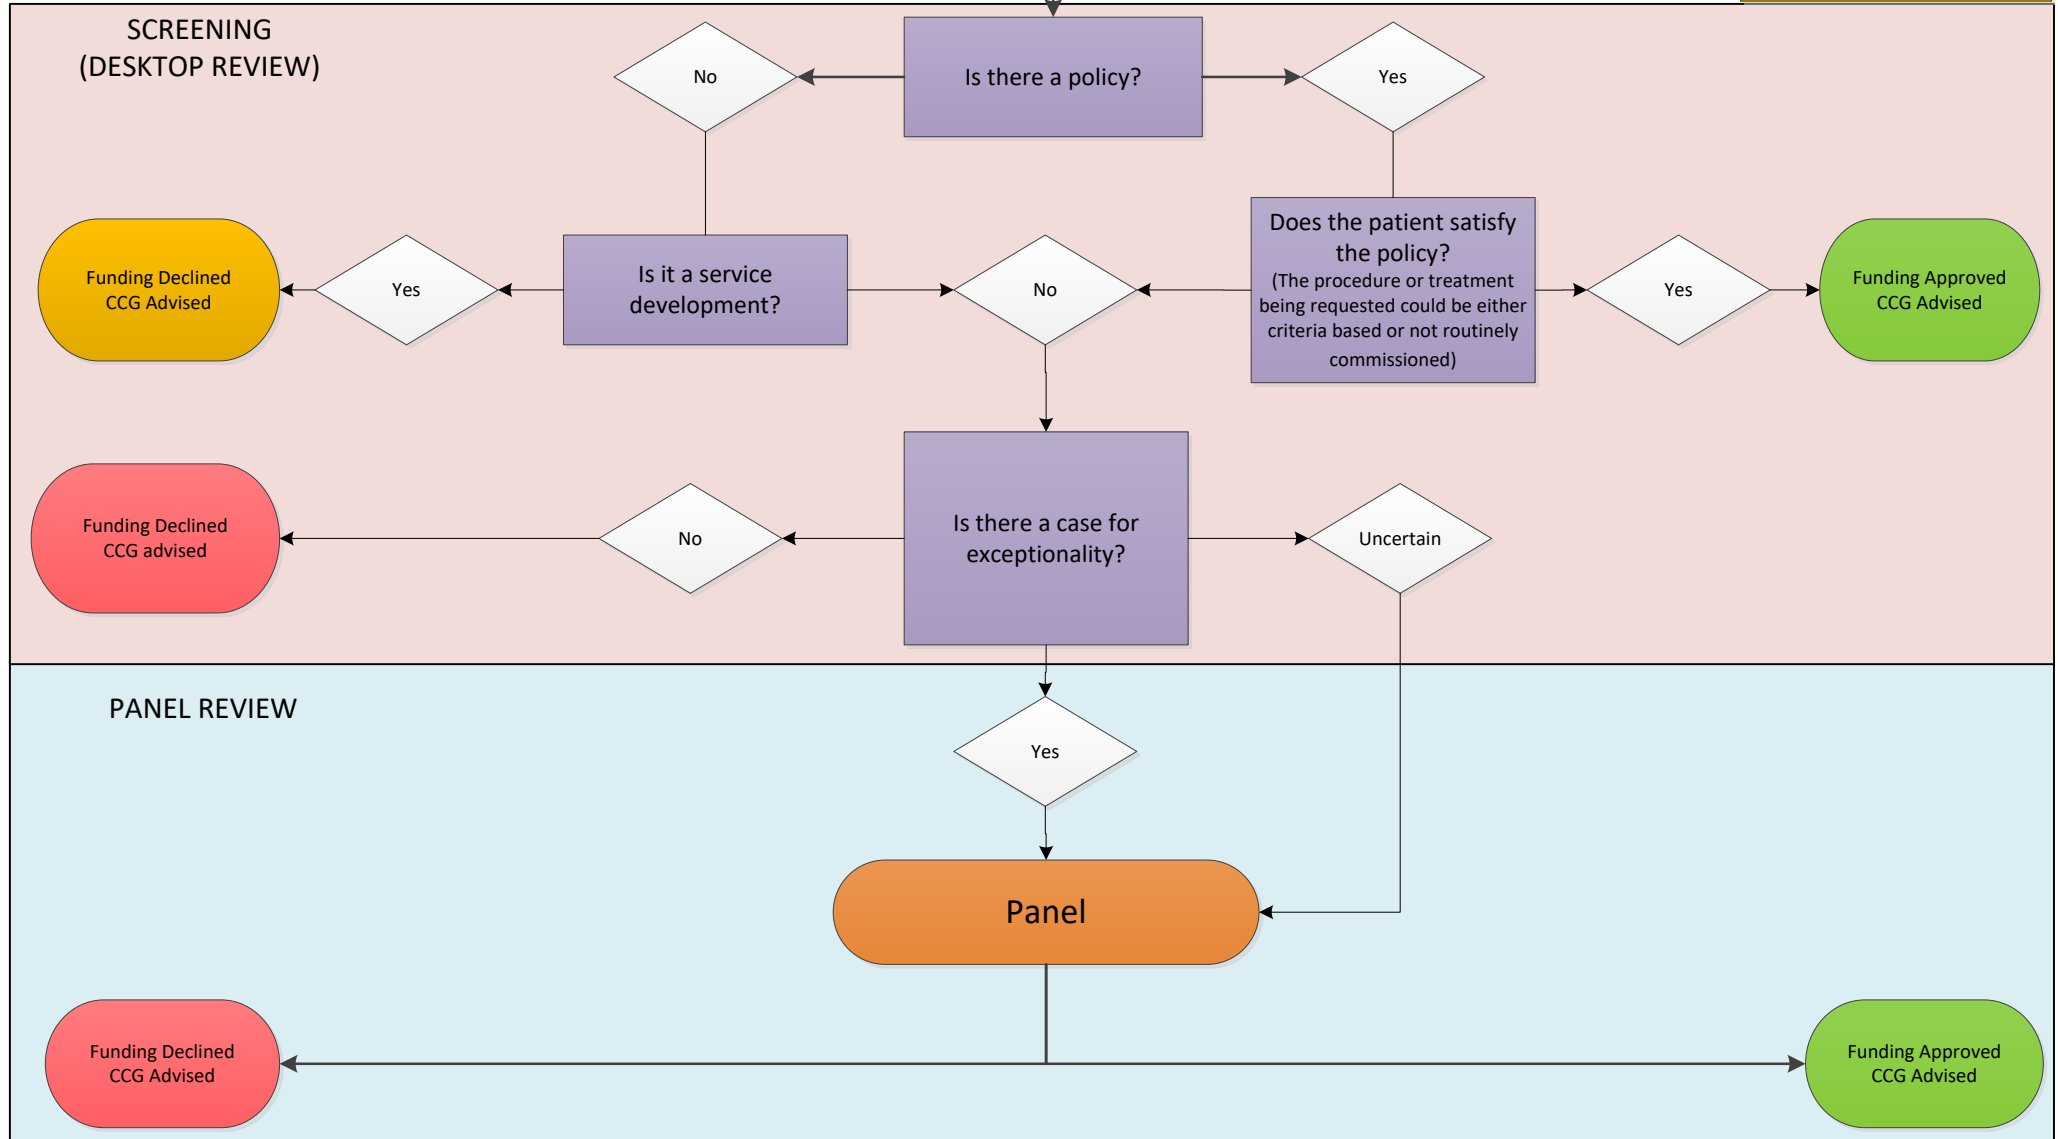 SCREENING
(DESKTOP REVIEW)
No
Is there a policy?
Yes
Funding Declined
CCG Advised
Yes
Is it a service
development?
No
Does the patient satisfy
the policy?
(The procedure or treatment
being requested could be either
criteria based or not routinely
commissioned)
Yes
Funding Approved
CCG Advised
Funding Declined
CCG advised
No
Is there a case for
exceptionality?
Uncertain
PANEL REVIEW
Yes
Panel
Funding Declined
CCG Advised
Funding Approved
CCG Advised